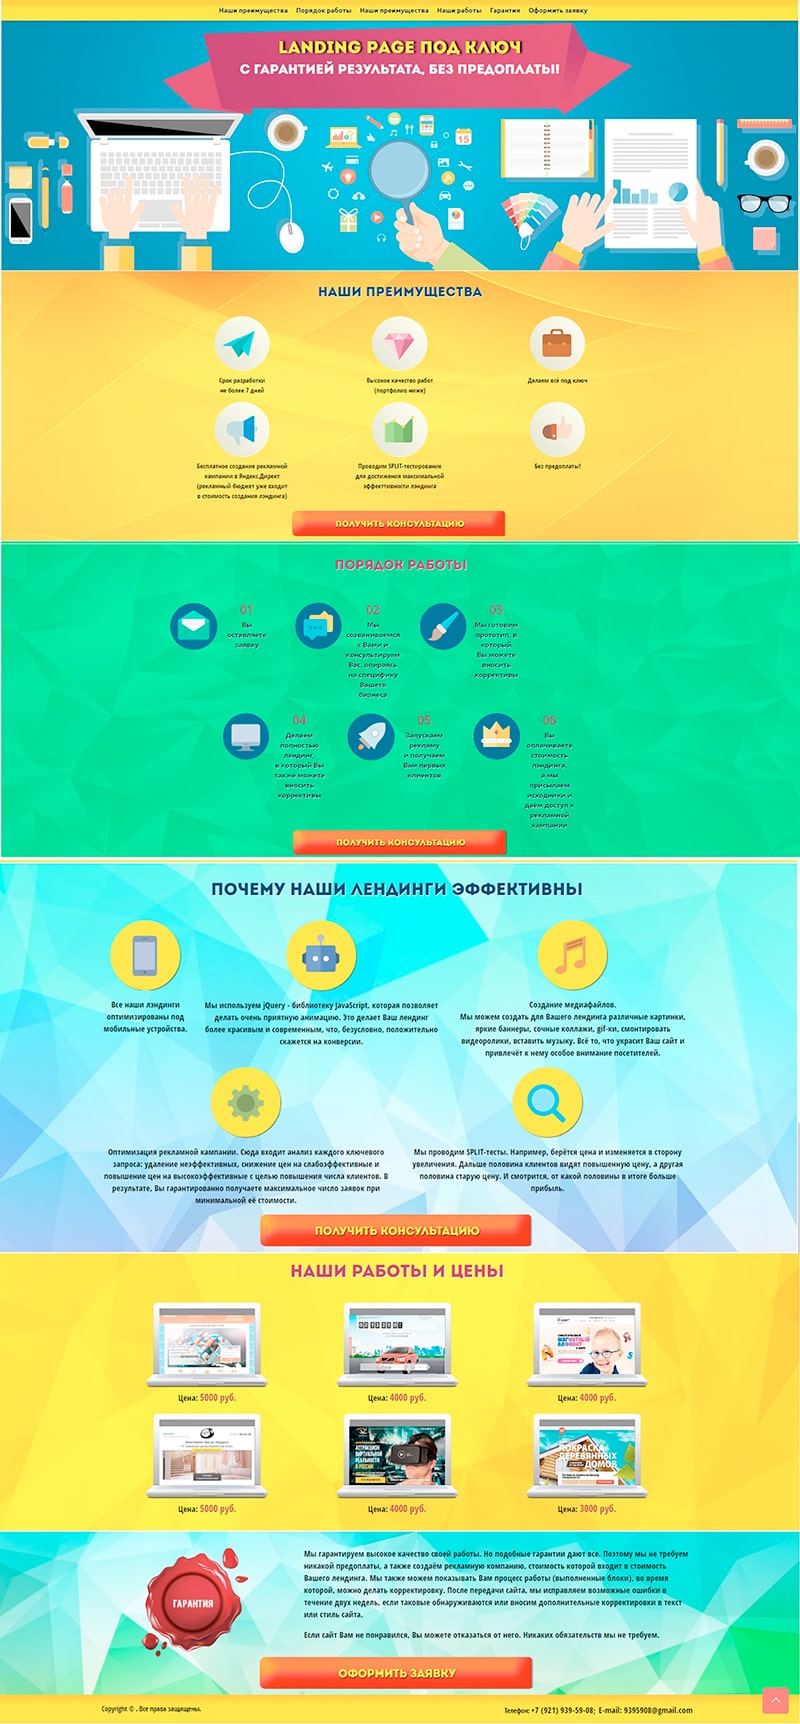 Наши преимущества Порядок работы Наши преимущества Наши работы Гарантия Оформить заявку
LANDING PAGE ПОД КЛЮЧ
С ГАРАНТИЕЙ РЕЗУЛЬТАТА, БЕЗ ПРЕДОПЛАТЫ!
15
НАШИ ПРЕИМУЩЕСТВА
Срок разработки
не более 7 дней
Высокое качество работ
(портфолио ниже)
Делаем всё под ключ
Бесплатное создание рекламной
кампании в Яндекс.Директ
(рекламный бюджет уже входит
в стоимость создания лэндинга)
Проводим SPLIT-тестирование
для достижения максимальной
эффективности лэндинга
Без предоплаты!
ПОЛУЧИТЬ КОНСУЛЬТАЦИЮ
ПОРЯДОК РАБОТЫ
01
Вы
оставляете
заявку
02
Мы
созваниваемся
с Вами и
консультируем
Вас, опираясь
на специфику
Вашего
бизнеса
03
Мы готовим
прототип, в
который
Вы можете
вносить
коррективы
04
Делаем
полностью
лэндинг,
в который Вы
также можете
вносить
коррективы
05
Запускаем
рекламу
и получаем
Вам первых
клиентов
06
Вы
оплачиваете
стоимость
лэндинга,
а мы
присылаем
исходники и
даём доступ к
рекламной
кампании
ПОЛУЧИТЬ КОНСУЛЬТАЦИЮ
ПОЧЕМУ НАШИ ЛЕНДИНГИ ЭФФЕКТИВНЫ
Все наши лэндинги
оптимизированы под
мобильные устройства.
Мы используем jQuery - библиотеку JavaScript, которая позволяет
делать очень приятную анимацию. Это делает Ваш лендинг
более красивым и современным, что, безусловно, положительно
скажется на конверсии.
Создание медиафайлов.
Мы можем создать для Вашего лендинга различные картинки,
яркие баннеры, сочные коллажи, gif-ки, смонтировать
видеоролики, вставить музыку. Всё то, что украсит Ваш сайт и
привлечёт к нему особое внимание посетителей.
Оптимизация рекламной кампании. Сюда входит анализ каждого ключевого
запроса: удаление неэффективных, снижение цен на слабоэффективные и
повышение цен на высокоэффективные с целью повышения числа клиентов. В
результате, Вы гарантированно получаете максимальное число заявок при
минимальной её стоимости.
Мы проводим SPLIT-тесты. Например, берётся цена и изменяется в сторону
увеличения. Дальше половина клиентов видят повышенную цену, а другая
половина старую цену. И смотрится, от какой половины в итоге больше
прибыль.
ПОЛУЧИТЬ КОНСУЛЬТАЦИЮ
НАШИ РАБОТЫ И ЦЕНЫ
Цена: 5000 руб.
Цена: 4000 руб.
МАГНИТНЫЙ
АЛФАВИТ
Цена: 4000 руб.
Цена: 5000 руб.
АТТРАКЦИОН
ВИРТУАЛЬНОЙ
РЕАЛЬНОСТИ
В РОССИИ
Цена: 4000 руб.
ПОКРАСКА
ДЕРЕВЯННЫХ
ДОМОВ
Цена: 3000 руб.
ГАРАНТИЯ
Мы гарантируем высокое качество своей работы. Но подобные гарантии дают все. Поэтому мы не требуем
никакой предоплаты, а также создаём рекламную компанию, стоимость которой входит в стоимость
Вашего лендинга. Мы также можем показывать Вам процесс работы (выполненные блоки), во время
которой, можно делать корректировку. После передачи сайта, мы исправляем возможные ошибки в
течение двух недель, если таковые обнаруживаются или вносим дополнительные корректировки в текст
или стиль сайта.
Если сайт Вам не понравился, Вы можете отказаться от него. Никаких обязательств мы не требуем.
ОФОРМИТЬ ЗАЯВКУ
Copyright © . Все права защищены.
Телефон: +7 (921) 939-59-08; E-mail: 9395908@gmail.com